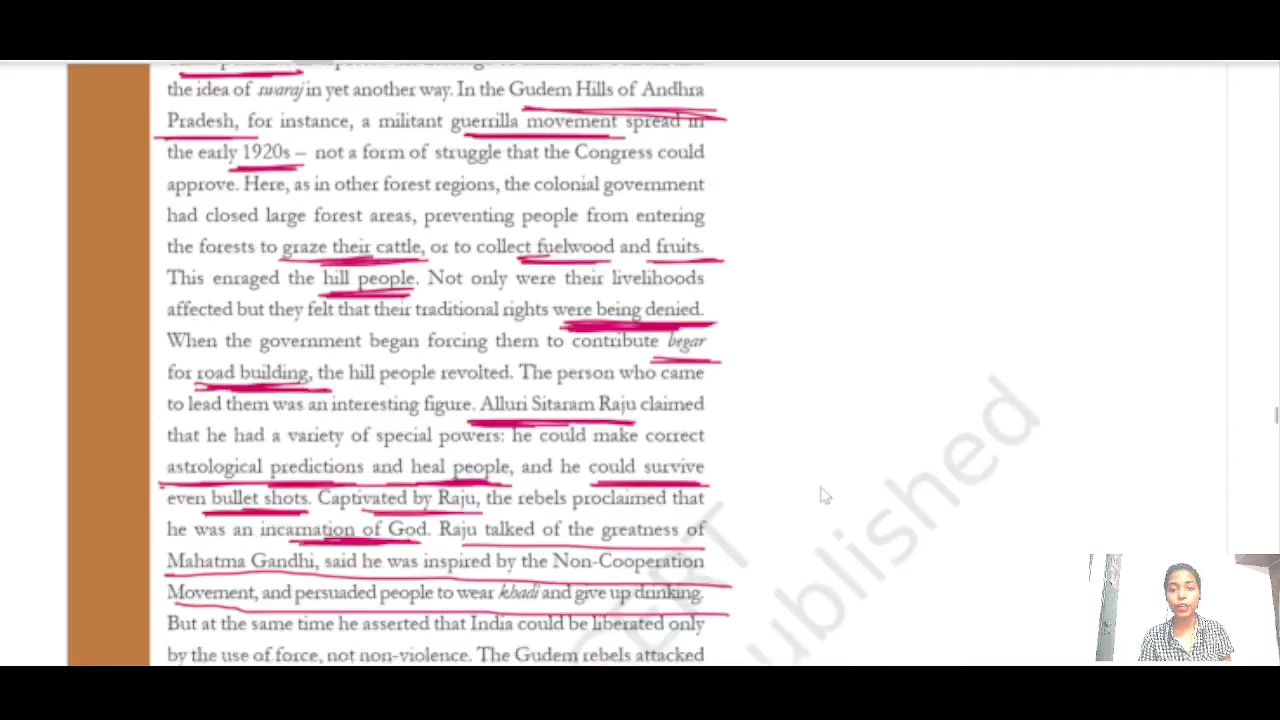 the idea of swaraj in yet another way. In the Gudem Hills of Andhra
Pradesh, for instance, a militant guerrilla movement spread in
the early 1920s – not a form of struggle that the Congress could
approve. Here, as in other forest regions, the colonial government
had closed large forest areas, preventing people from entering
the forests to graze their cattle, or to collect fuelwood and fruits.
This enraged the hill people. Not only were their livelihoods
affected but they felt that their traditional rights were being denied.
When the government began forcing them to contribute begar
for road building, the hill people revolted. The person who came
to lead them was an interesting figure. Alluri Sitaram Raju claimed
that he had a variety of special powers: he could make correct
astrological predictions and heal people, and he could survive
even bullet shots. Captivated by Raju, the rebels proclaimed that
he was an incarnation of God. Raju talked of the greatness of
Mahatma Gandhi, said he was inspired by the Non-Cooperation
Movement, and persuaded people to wear khadi and give up drinking.
But at the same time he asserted that India could be liberated only
by the use of force, not non-violence. The Gudem rebels attacked